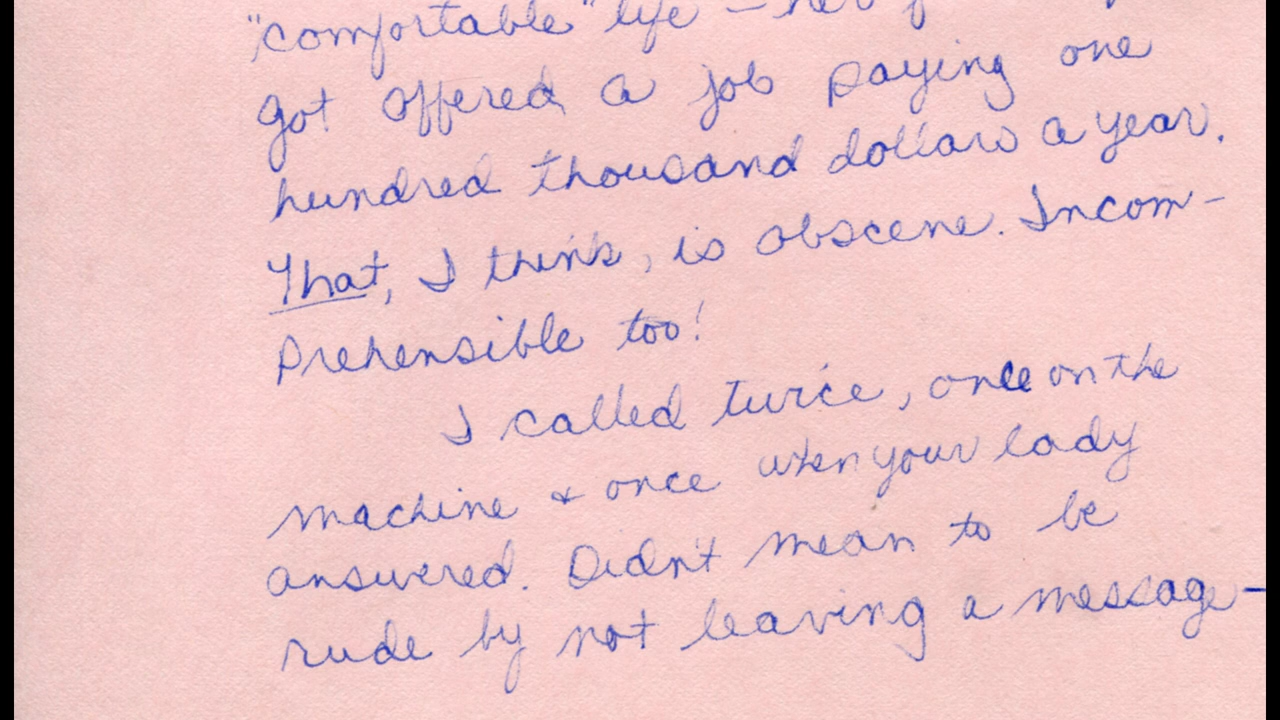 "comfortable" life — her
got offered a job paying one
hundred thousand dollars a year.
That, I think, is obscene. Incom-
prehensible too!
I called twice, once on the
machine & once when your lady
answered. Didn't mean to be
rude by not leaving a message—